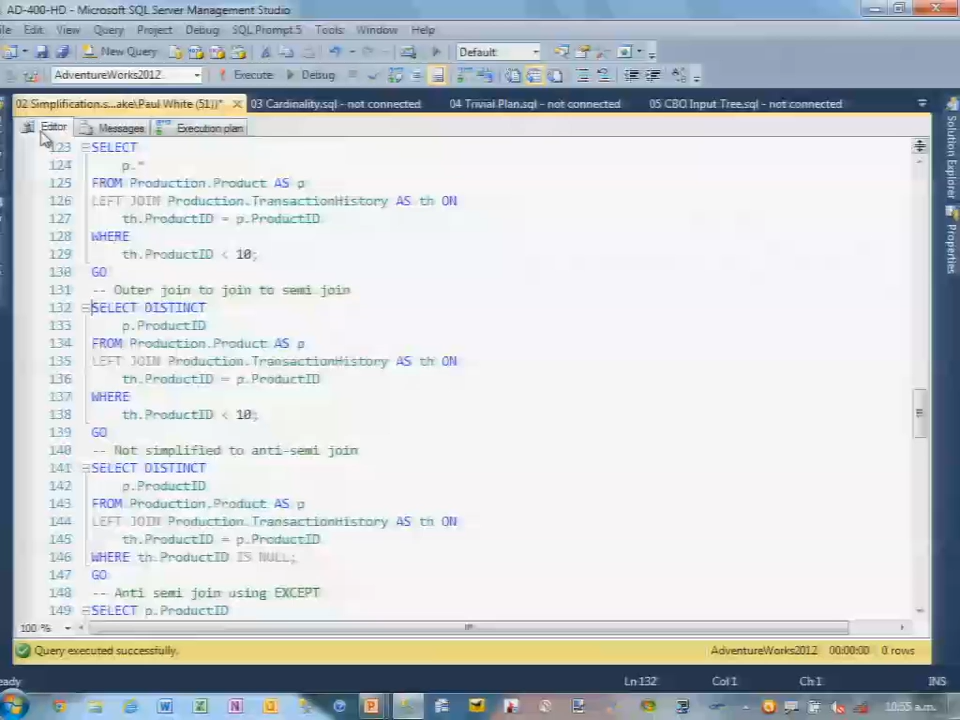 AD-400-HD - Microsoft SQL Server Management Studio
File Edit View Query Project Debug SQL Prompt 5 Tools Window Help
New Query Default
AdventureWorks2012 Execute Debug
02 Simplification.s...ake\Paul White (51))* 03 Cardinality.sql - not connected 04 Trivial Plan.sql - not connected 05 CBO Input Tree.sql - not connected
Editor Messages Execution plan
Solution Explorer
Properties
123 SELECT
124 p.*
125 FROM Production.Product AS p
126 LEFT JOIN Production.TransactionHistory AS th ON
127 th.ProductID = p.ProductID
128 WHERE
129 th.ProductID < 10;
130 GO
131 -- Outer join to join to semi join
132 SELECT DISTINCT
133 p.ProductID
134 FROM Production.Product AS p
135 LEFT JOIN Production.TransactionHistory AS th ON
136 th.ProductID = p.ProductID
137 WHERE
138 th.ProductID < 10;
139 GO
140 -- Not simplified to anti-semi join
141 SELECT DISTINCT
142 p.ProductID
143 FROM Production.Product AS p
144 LEFT JOIN Production.TransactionHistory AS th ON
145 th.ProductID = p.ProductID
146 WHERE th.ProductID IS NULL;
147 GO
148 -- Anti semi join using EXCEPT
149 SELECT p.ProductID
100 %
Query executed successfully. AdventureWorks2012 00:00:00 0 rows
eady Ln 132 Col 1 Ch 1 INS
10:55 a.m.